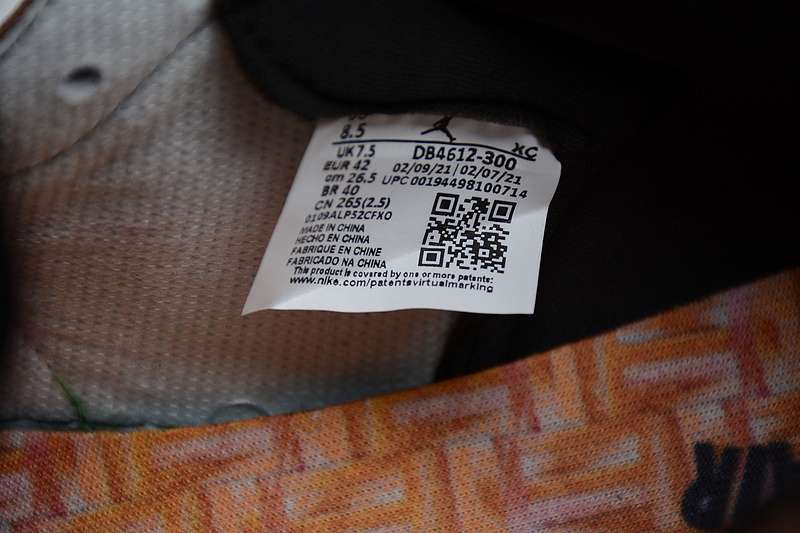 8.5
UK 7.5
EUR 42
cm 26.5
BR 40
CN 265(2.5)
0109ALP52CFXO
MADE IN CHINA
HECHO EN CHINA
FABRIQUE EN CHINE
FABRICADO NA CHINA
XC
DB4612-300
02/09/21 | 02/07/21
UPC 00194498100714
This product is covered by one or more patents:
www.nike.com/patentsvirtualmarking